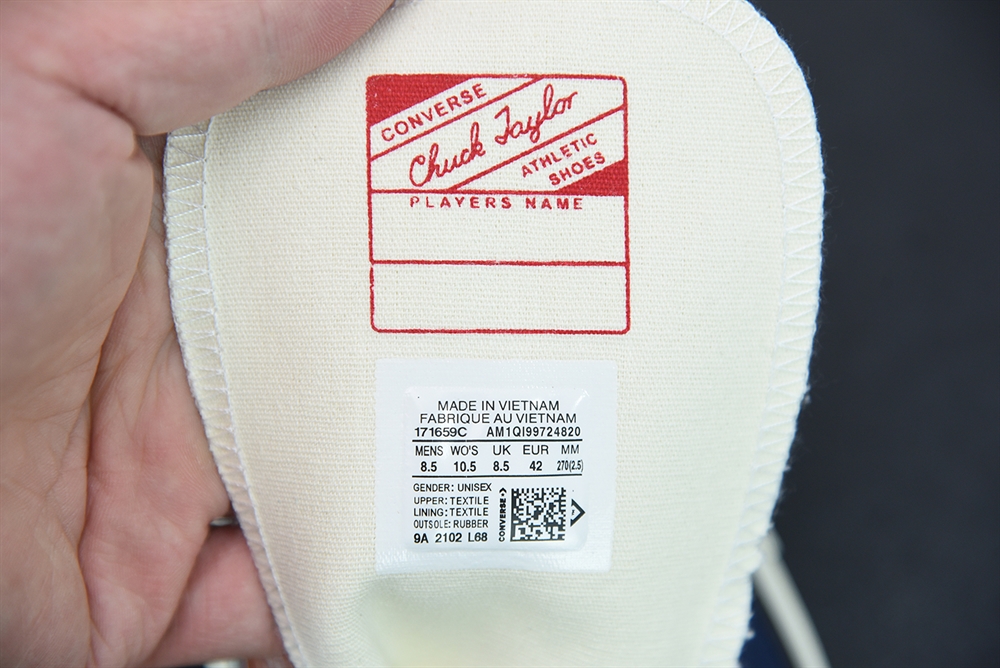 CONVERSE
Chuck Taylor
ATHLETIC
SHOES
PLAYERS NAME
MADE IN VIETNAM
FABRIQUE AU VIETNAM
171659C AM1QI99724820
MENS WO'S UK EUR MM
8.5 10.5 8.5 42 270(2.5)
GENDER: UNISEX
UPPER: TEXTILE
LINING: TEXTILE
OUTSOLE: RUBBER
9A 2102 L68
CONVERSE